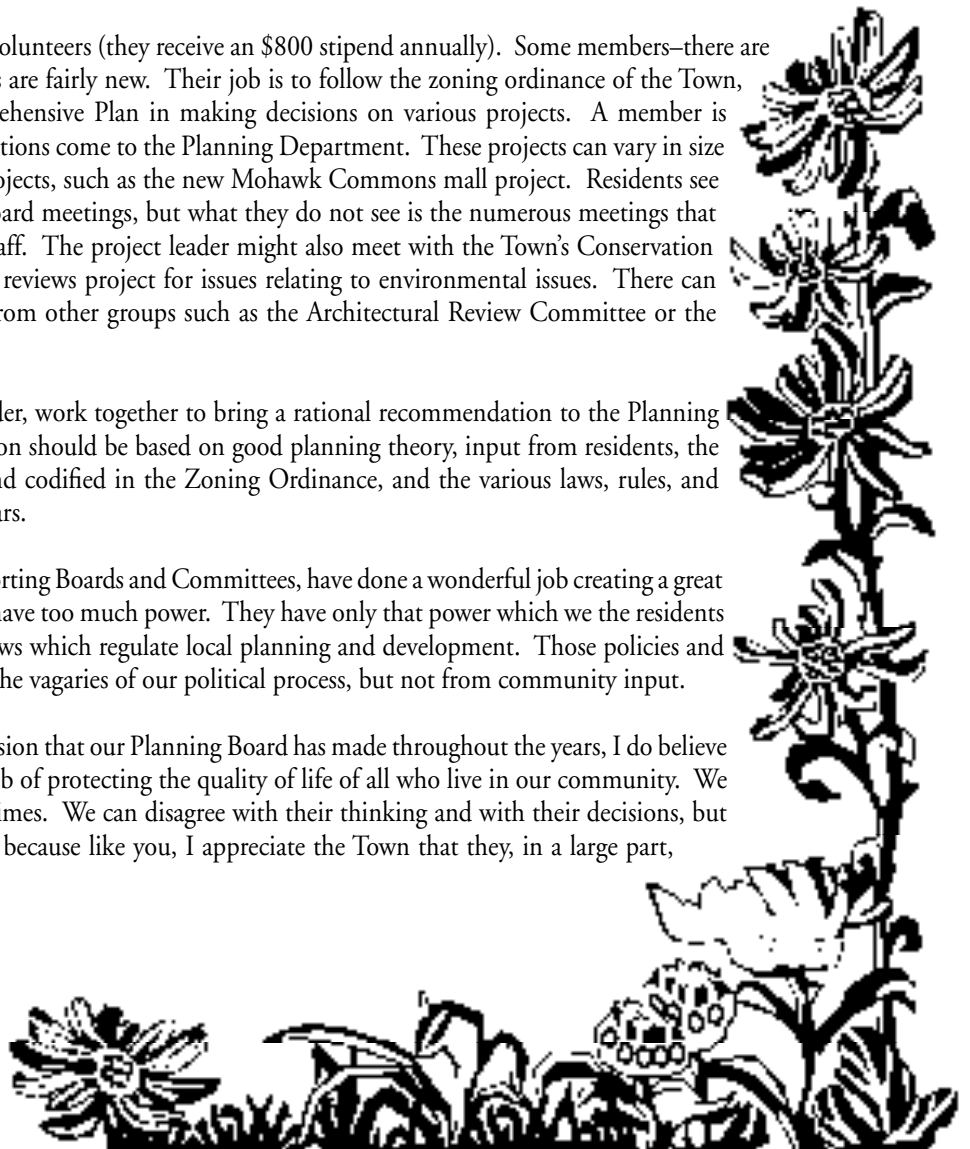 olunteers (they receive an $800 stipend annually). Some members–there are
s are fairly new. Their job is to follow the zoning ordinance of the Town,
ehensive Plan in making decisions on various projects. A member is
tions come to the Planning Department. These projects can vary in size
ojects, such as the new Mohawk Commons mall project. Residents see
oard meetings, but what they do not see is the numerous meetings that
aff. The project leader might also meet with the Town’s Conservation
reviews project for issues relating to environmental issues. There can
rom other groups such as the Architectural Review Committee or the
der, work together to bring a rational recommendation to the Planning
on should be based on good planning theory, input from residents, the
nd codified in the Zoning Ordinance, and the various laws, rules, and
ars.
orting Boards and Committees, have done a wonderful job creating a great
have too much power. They have only that power which we the residents
ws which regulate local planning and development. Those policies and
he vagaries of our political process, but not from community input.
sion that our Planning Board has made throughout the years, I do believe
b of protecting the quality of life of all who live in our community. We
imes. We can disagree with their thinking and with their decisions, but
because like you, I appreciate the Town that they, in a large part,